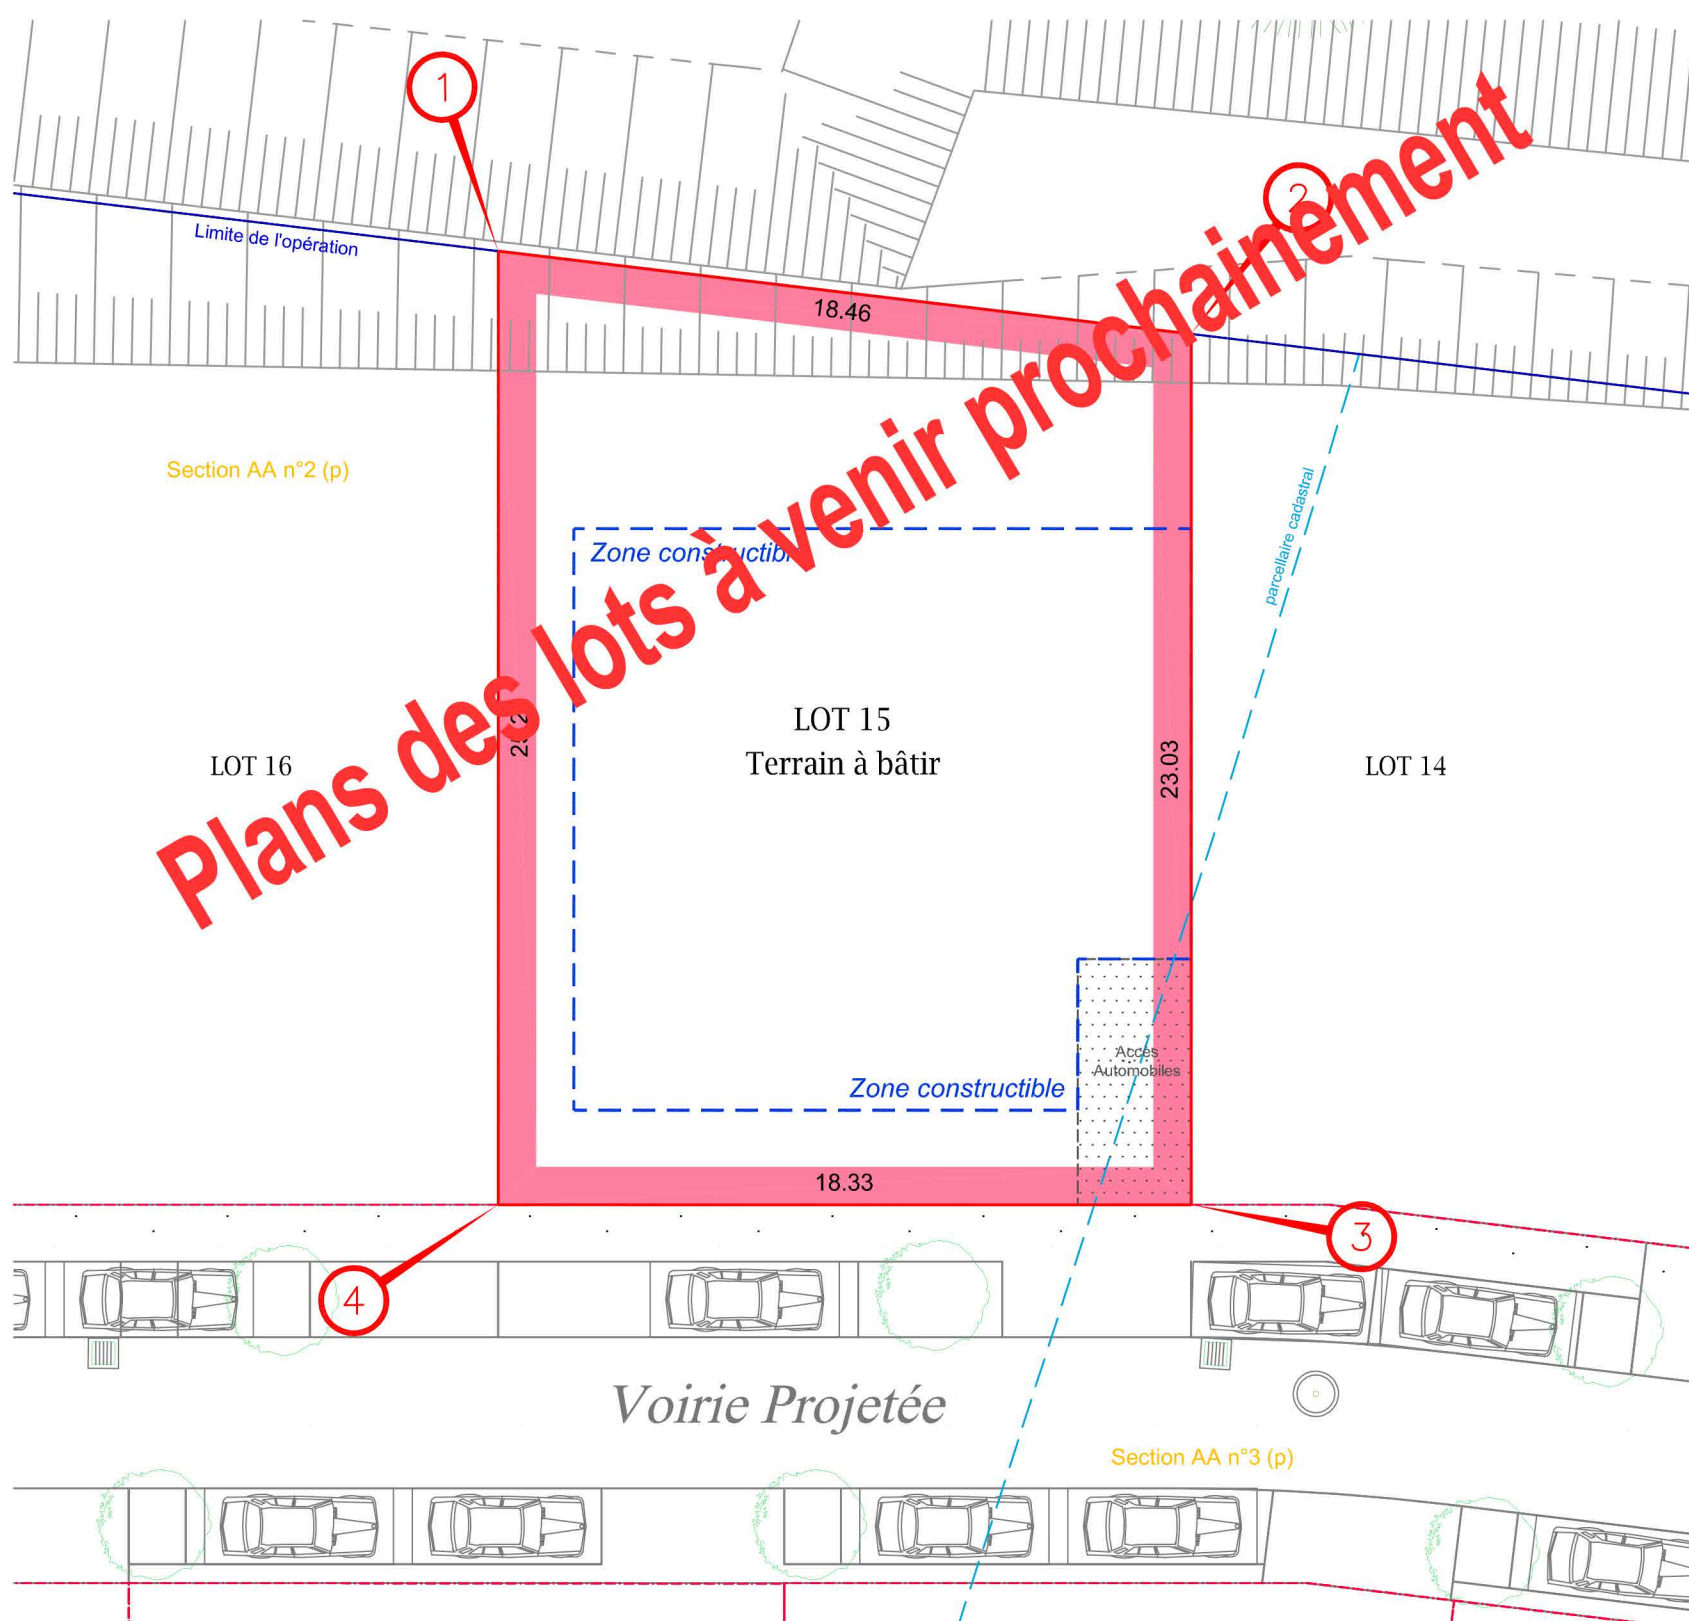 1
2
Limite de l'opération
18.46
Section AA n°2 (p)
parcellaire cadastral
Zone constructible
Plans des lots à venir prochainement
LOT 15
Terrain à bâtir
LOT 16
23.03
LOT 14
Accès
Automobiles
Zone constructible
18.33
3
4
Voirie Projetée
Section AA n°3 (p)